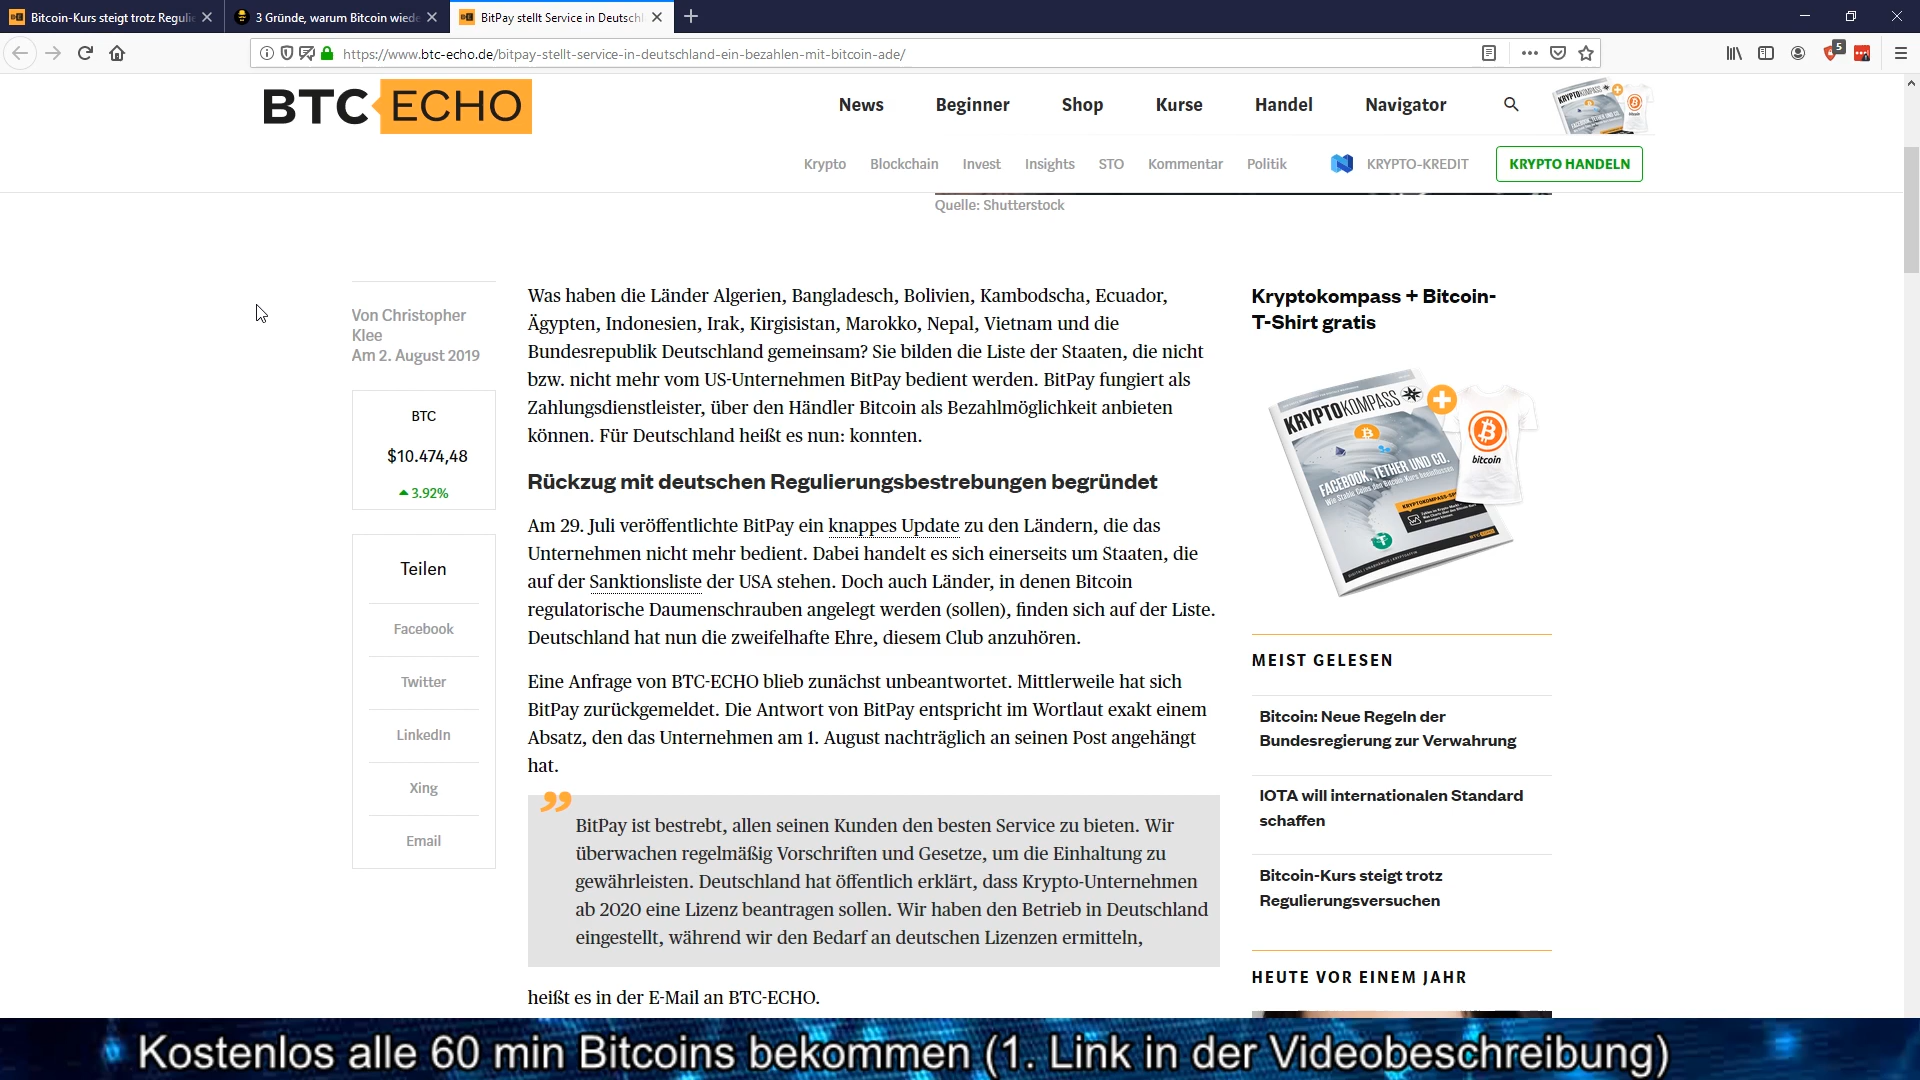 Bitcoin-Kurs steigt trotz Reguli
3 Gründe, warum Bitcoin wiede
BitPay stellt Service in Deutschl
https://www.btc-echo.de/bitpay-stellt-service-in-deutschland-ein-bezahlen-mit-bitcoin-ade/
5
BTC ECHO
News Beginner Shop Kurse Handel Navigator
Krypto Blockchain Invest Insights STO Kommentar Politik KRYPTO-KREDIT KRYPTO HANDELN
Quelle: Shutterstock
Von Christopher
Klee
Am 2. August 2019
BTC
$10.474,48
3.92%
Teilen
Facebook
Twitter
LinkedIn
Xing
Email
Was haben die Länder Algerien, Bangladesch, Bolivien, Kambodscha, Ecuador,
Ägypten, Indonesien, Irak, Kirgisistan, Marokko, Nepal, Vietnam und die
Bundesrepublik Deutschland gemeinsam? Sie bilden die Liste der Staaten, die nicht
bzw. nicht mehr vom US-Unternehmen BitPay bedient werden. BitPay fungiert als
Zahlungsdienstleister, über den Händler Bitcoin als Bezahlmöglichkeit anbieten
können. Für Deutschland heißt es nun: konnten.
Rückzug mit deutschen Regulierungsbestrebungen begründet
Am 29. Juli veröffentlichte BitPay ein knappes Update zu den Ländern, die das
Unternehmen nicht mehr bedient. Dabei handelt es sich einerseits um Staaten, die
auf der Sanktionsliste der USA stehen. Doch auch Länder, in denen Bitcoin
regulatorische Daumenschrauben angelegt werden (sollen), finden sich auf der Liste.
Deutschland hat nun die zweifelhafte Ehre, diesem Club anzuhören.
Eine Anfrage von BTC-ECHO blieb zunächst unbeantwortet. Mittlerweile hat sich
BitPay zurückgemeldet. Die Antwort von BitPay entspricht im Wortlaut exakt einem
Absatz, den das Unternehmen am 1. August nachträglich an seinen Post angehängt
hat.
”
BitPay ist bestrebt, allen seinen Kunden den besten Service zu bieten. Wir
überwachen regelmäßig Vorschriften und Gesetze, um die Einhaltung zu
gewährleisten. Deutschland hat öffentlich erklärt, dass Krypto-Unternehmen
ab 2020 eine Lizenz beantragen sollen. Wir haben den Betrieb in Deutschland
eingestellt, während wir den Bedarf an deutschen Lizenzen ermitteln,
heißt es in der E-Mail an BTC-ECHO.
Kryptokompass + Bitcoin-
T-Shirt gratis
KRYPTOKOMPASS
FACEBOOK, TETHER UND CO.
bitcoin
MEIST GELESEN
Bitcoin: Neue Regeln der
Bundesregierung zur Verwahrung
IOTA will internationalen Standard
schaffen
Bitcoin-Kurs steigt trotz
Regulierungsversuchen
HEUTE VOR EINEM JAHR
Kostenlos alle 60 min Bitcoins bekommen (1. Link in der Videobeschreibung)